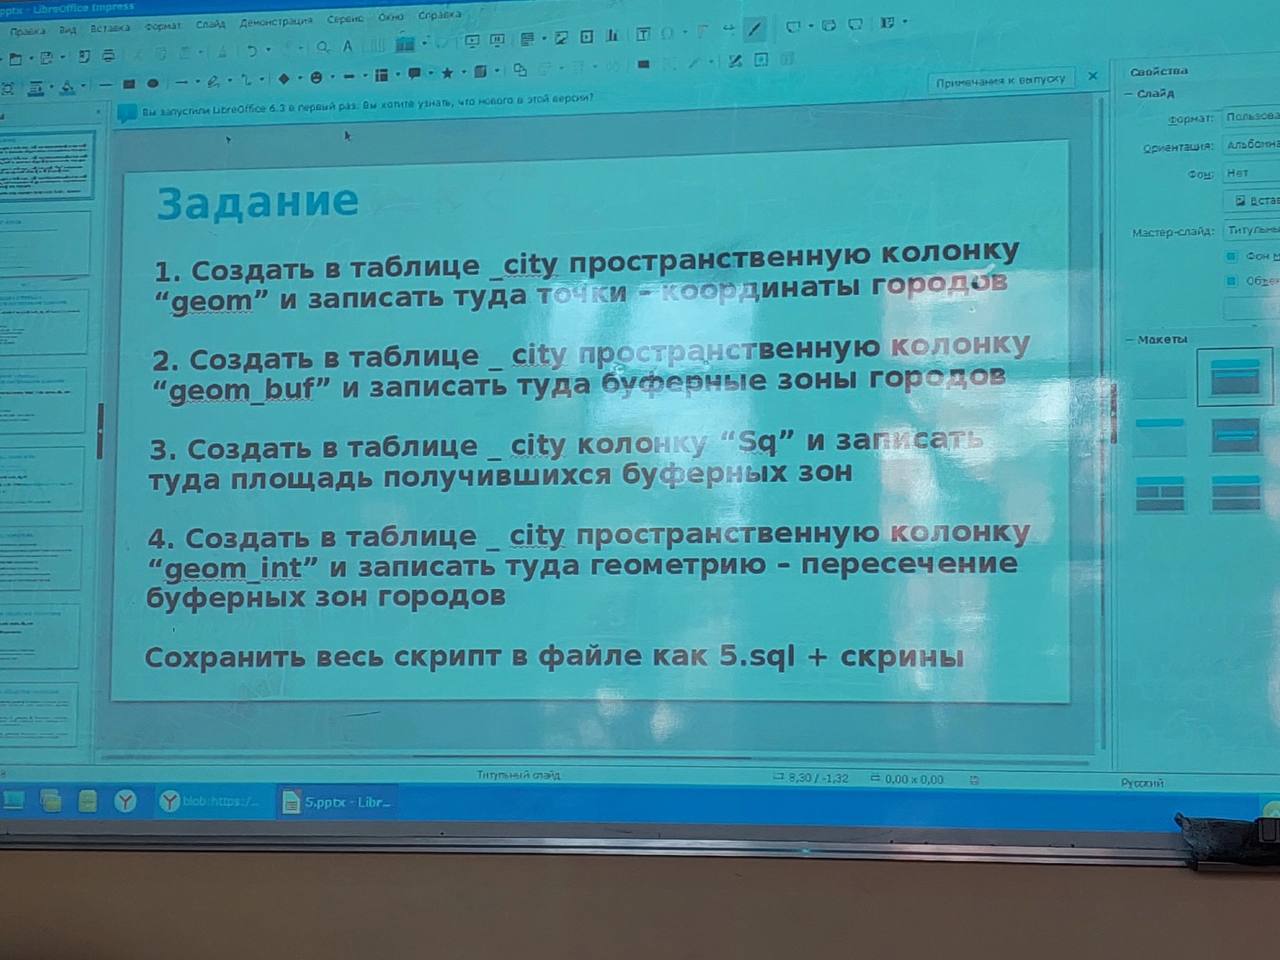 pptx - LibreOffice Impress
Правка Вид Вставка Формат Слайд Демонстрация Сервис Окно Справка
Вы запустили LibreOffice 6.3 в первый раз. Вы хотите узнать, что нового в этой версии?
Примечания к выпуску
Задание
1. Создать в таблице _city пространственную колонку
“geom” и записать туда точки – координаты городов
2. Создать в таблице _ city пространственную колонку
“geom_buf” и записать туда буферные зоны городов
3. Создать в таблице _ city колонку “Sq” и записать
туда площадь получившихся буферных зон
4. Создать в таблице _ city пространственную колонку
“geom_int” и записать туда геометрию – пересечение
буферных зон городов
Сохранить весь скрипт в файле как 5.sql + скрины
Свойства
Слайд
Формат: Пользова
Ориентация: Альбомна
Фон: Нет
Встав
Мастер-слайд: Титульны
Фон м
Объек
Макеты
Титульный слайд
8,30 / -1,32
0,00 x 0,00
Русский
blob:https:/...
5.pptx - Libr...